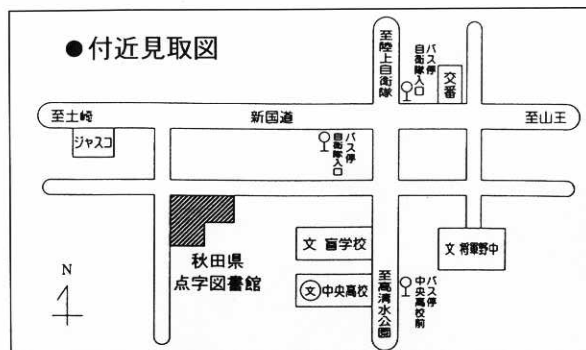 ●付近見取図
至陸上自衛隊
バス停
自衛隊入口
交番
至土崎
新国道
至山王
ジャスコ
バス停
自衛隊入口
秋田県
点字図書館
文 盲学校
文 中央高校
至高清水公園
バス停
中央高校前
文 将軍野中
N